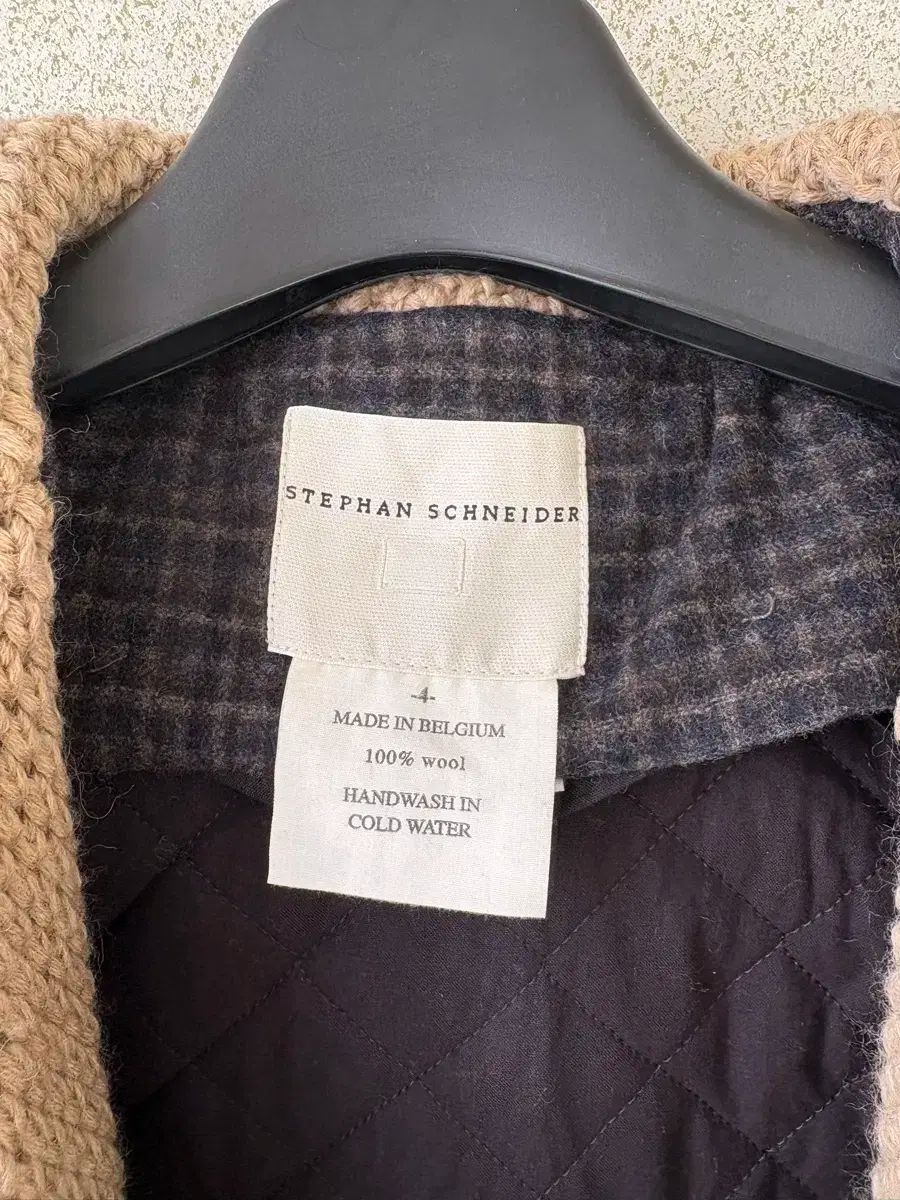 STEPHAN SCHNEIDER
-4-
MADE IN BELGIUM
100% wool
HANDWASH IN
COLD WATER